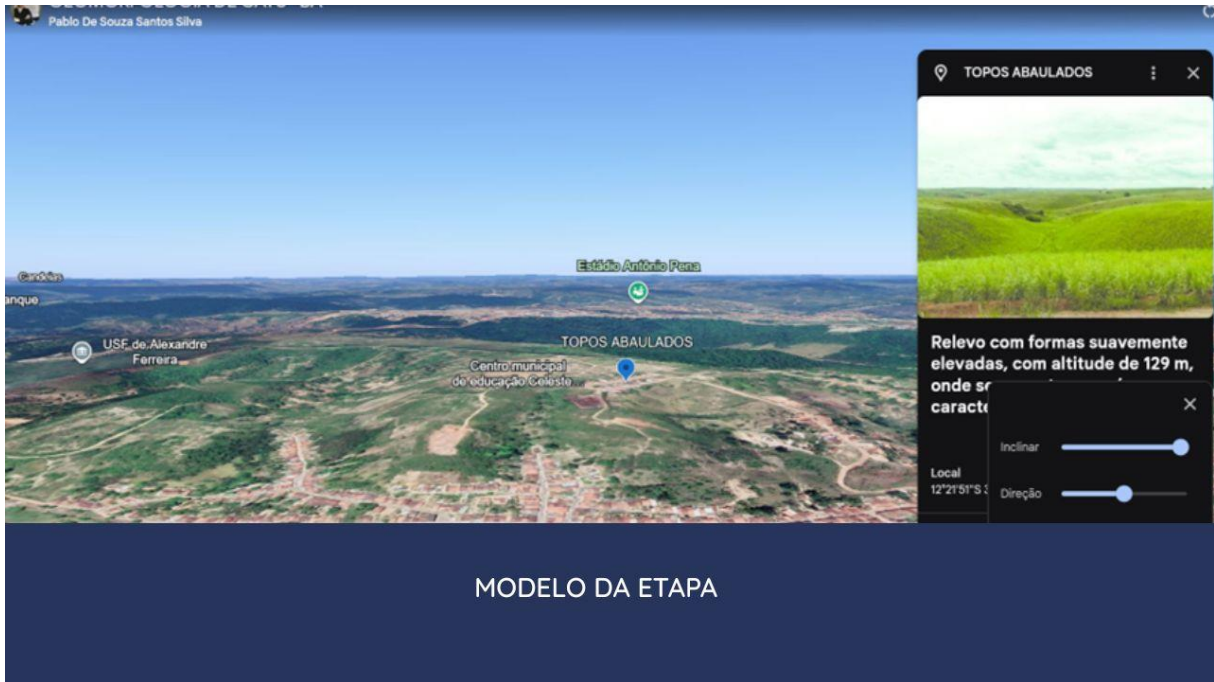 Pablo De Souza Santos Silva
TOPOS ABAULADOS
Candeias
anque
Estádio Antônio Pena
USF de Alexandre
Ferreira...
TOPOS ABAULADOS
Centro municipal
de educação Celeste...
Relevo com formas suavemente
elevadas, com altitude de 129 m,
onde
Inclinar
Local
12°21'51"S
Direção
MODELO DA ETAPA